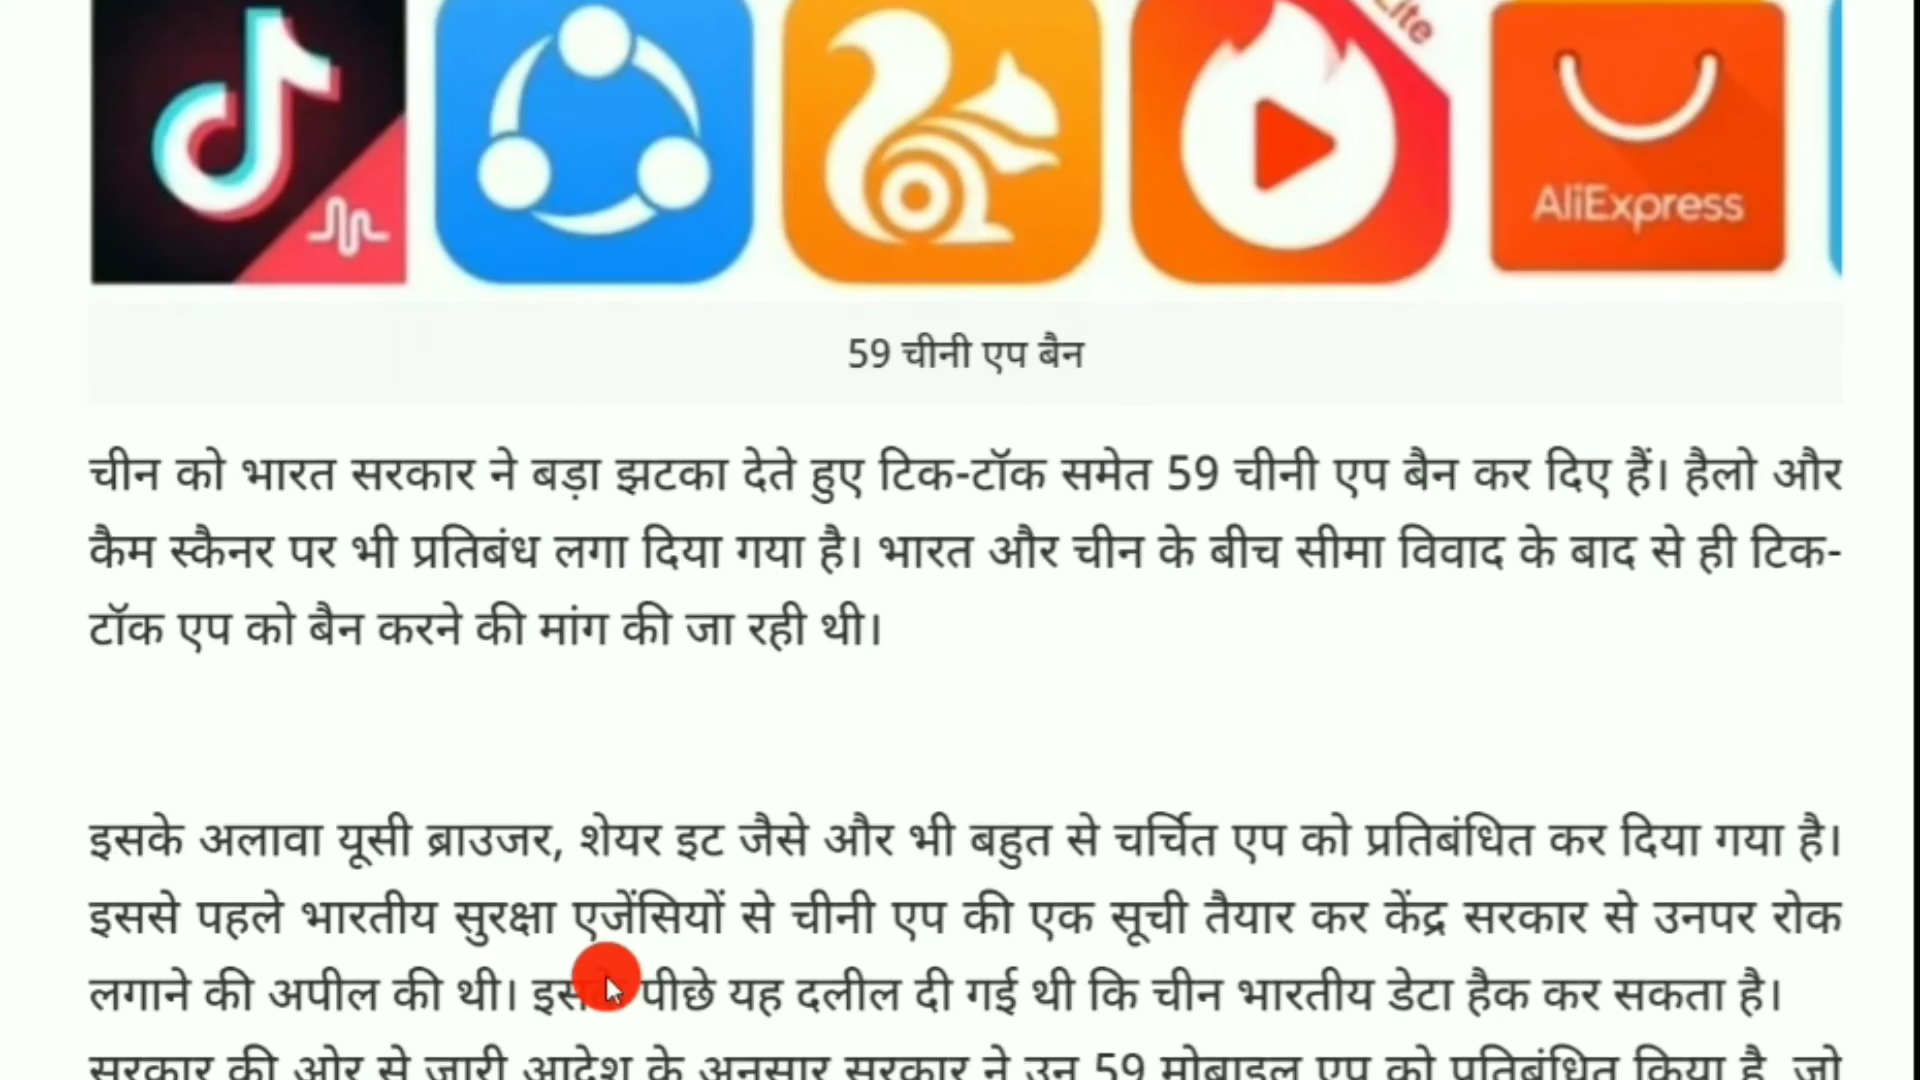 Lite
AliExpress
59 चीनी एप बैन
चीन को भारत सरकार ने बड़ा झटका देते हुए टिक-टॉक समेत 59 चीनी एप बैन कर दिए हैं। हैलो और
कैम स्कैनर पर भी प्रतिबंध लगा दिया गया है। भारत और चीन के बीच सीमा विवाद के बाद से ही टिक-
टॉक एप को बैन करने की मांग की जा रही थी।
इसके अलावा यूसी ब्राउजर, शेयर इट जैसे और भी बहुत से चर्चित एप को प्रतिबंधित कर दिया गया है।
इससे पहले भारतीय सुरक्षा एजेंसियों से चीनी एप की एक सूची तैयार कर केंद्र सरकार से उनपर रोक
लगाने की अपील की थी। पीछे यह दलील दी गई थी कि चीन भारतीय डेटा हैक कर सकता है।
सरकार की ओर से जारी आदेश के अनुसार सरकार ने उन 59 मोबाइल एप को प्रतिबंधित किया है, जो